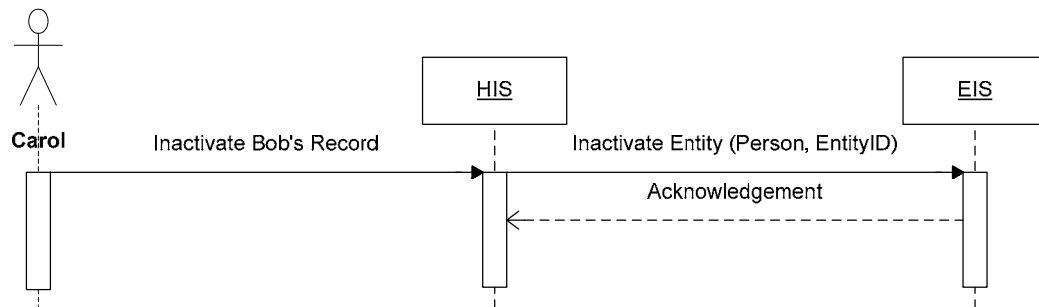 HIS
EIS
Carol
Inactivate Bob's Record
Inactivate Entity (Person, EntityID)
Acknowledgement